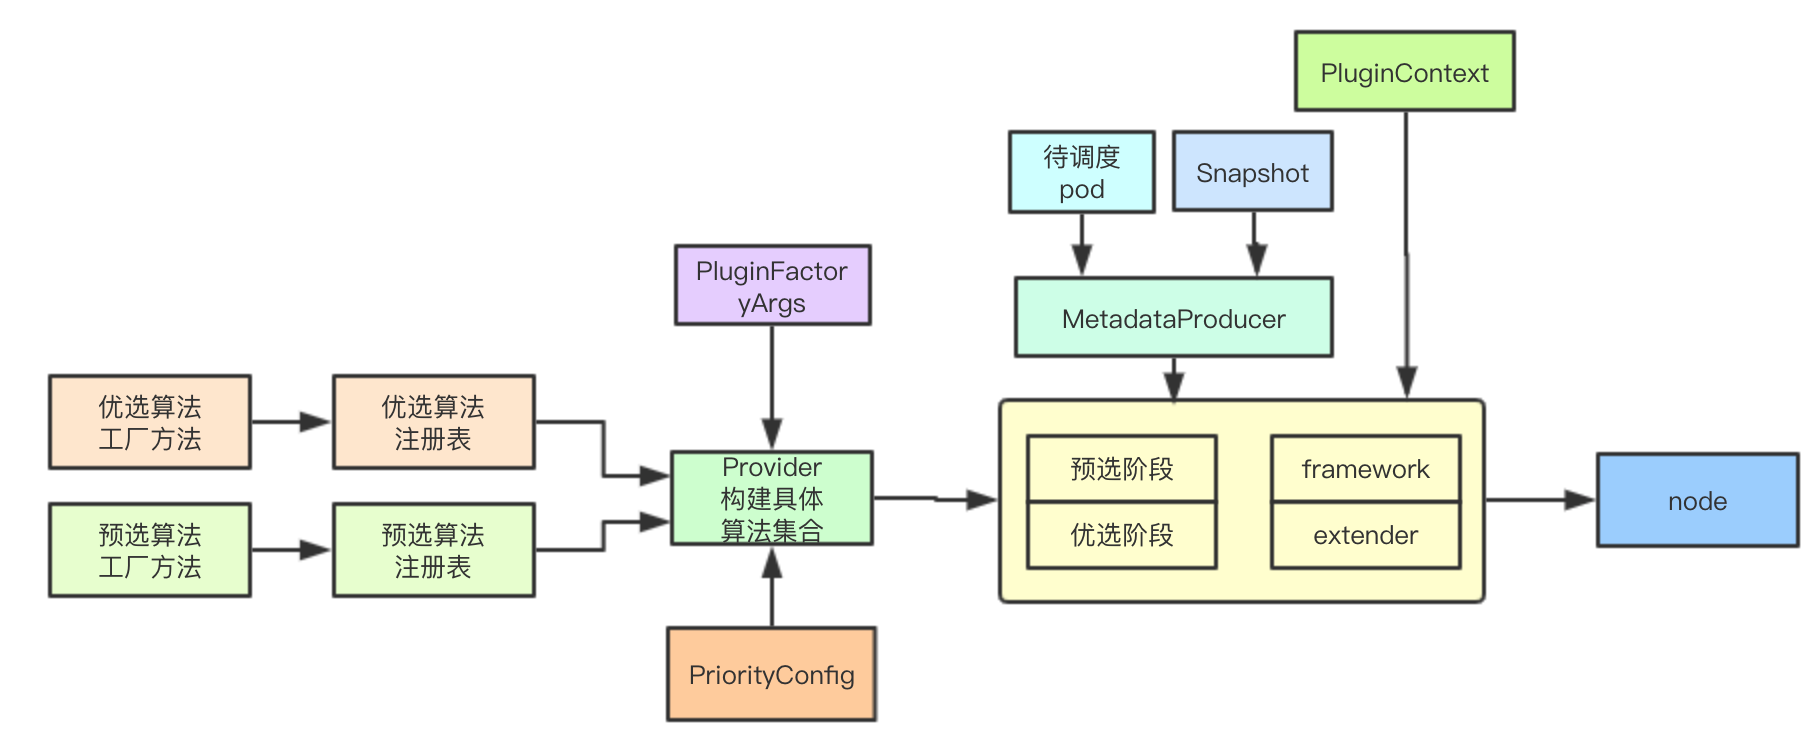 PluginContext
待调度
pod
Snapshot
PluginFactor
yArgs
MetadataProducer
优选算法
工厂方法
优选算法
注册表
预选算法
工厂方法
预选算法
注册表
Provider
构建具体
算法集合
预选阶段
优选阶段
framework
extender
node
PriorityConfig